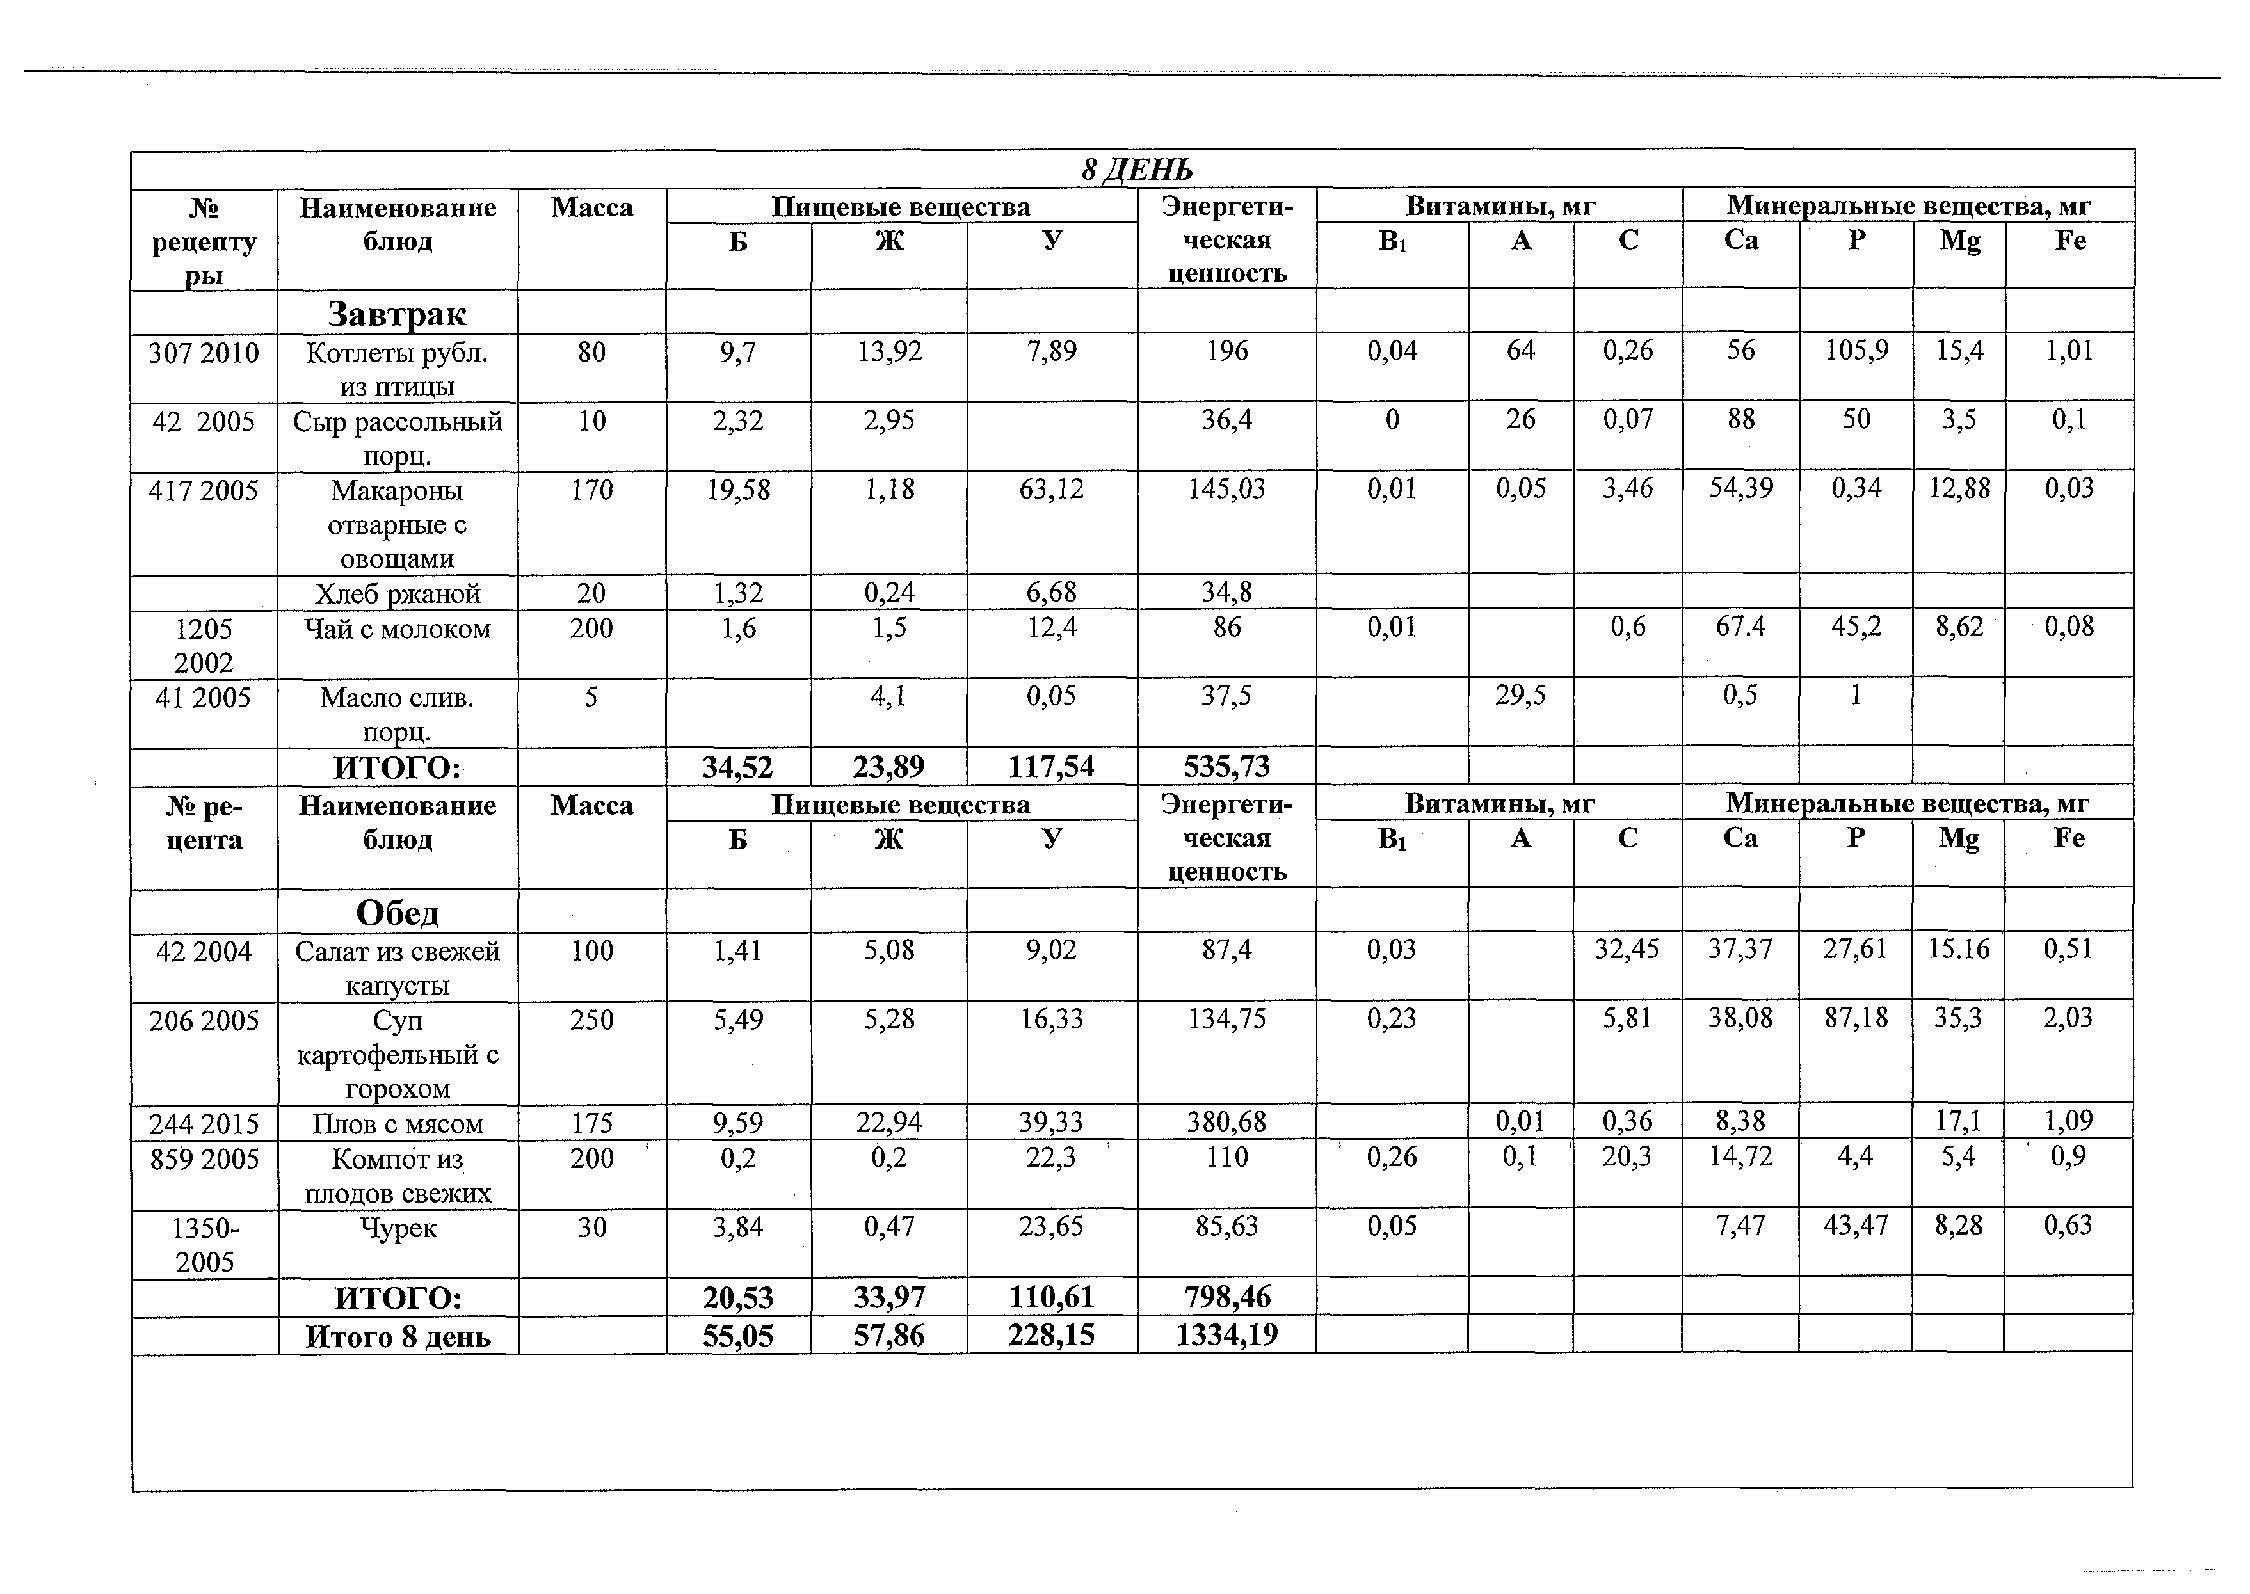 8 ДЕНЬ
№ Наименование Масса Пищевые вещества Энергети- Витамины, мг Минеральные вещества, мг
рецепту блюд Б Ж У ческая В1 А С Са Р Mg Fe
ры ценность
Завтрак
307 2010 Котлеты рубл. 80 9,7 13,92 7,89 196 0,04 64 0,26 56 105,9 15,4 1,01
из птицы
42 2005 Сыр рассольный 10 2,32 2,95 36,4 0 26 0,07 88 50 3,5 0,1
порц.
417 2005 Макароны 170 19,58 1,18 63,12 145,03 0,01 0,05 3,46 54,39 0,34 12,88 0,03
отварные с
овощами
Хлеб ржаной 20 1,32 0,24 6,68 34,8
1205 Чай с молоком 200 1,6 1,5 12,4 86 0,01 0,6 67.4 45,2 8,62 0,08
2002
41 2005 Масло слив. 5 4,1 0,05 37,5 29,5 0,5 1
порц.
ИТОГО: 34,52 23,89 117,54 535,73
№ ре- Наименование Масса Пищевые вещества Энергети- Витамины, мг Минеральные вещества, мг
цепта блюд Б Ж У ческая В1 А С Са Р Mg Fe
ценность
Обед
42 2004 Салат из свежей 100 1,41 5,08 9,02 87,4 0,03 32,45 37,37 27,61 15.16 0,51
капусты
206 2005 Суп 250 5,49 5,28 16,33 134,75 0,23 5,81 38,08 87,18 35,3 2,03
картофельный с
горохом
244 2015 Плов с мясом 175 9,59 22,94 39,33 380,68 0,01 0,36 8,38 17,1 1,09
859 2005 Компот из 200 0,2 0,2 22,3 110 0,26 0,1 20,3 14,72 4,4 5,4 0,9
плодов свежих
1350- Чурек 30 3,84 0,47 23,65 85,63 0,05 7,47 43,47 8,28 0,63
2005
ИТОГО: 20,53 33,97 110,61 798,46
Итого 8 день 55,05 57,86 228,15 1334,19